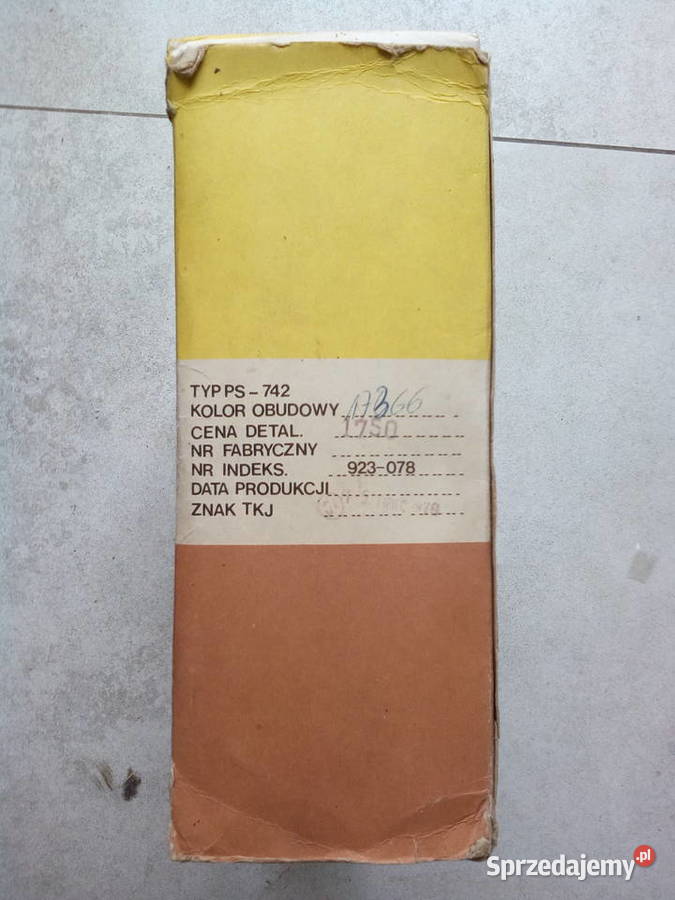 TYP PS – 742
KOLOR OBUDOWY 17366
CENA DETAL. 1750
NR FABRYCZNY
NR INDEKS. 923-078
DATA PRODUKCJI
ZNAK TKJ
Sprzedajemy.pl